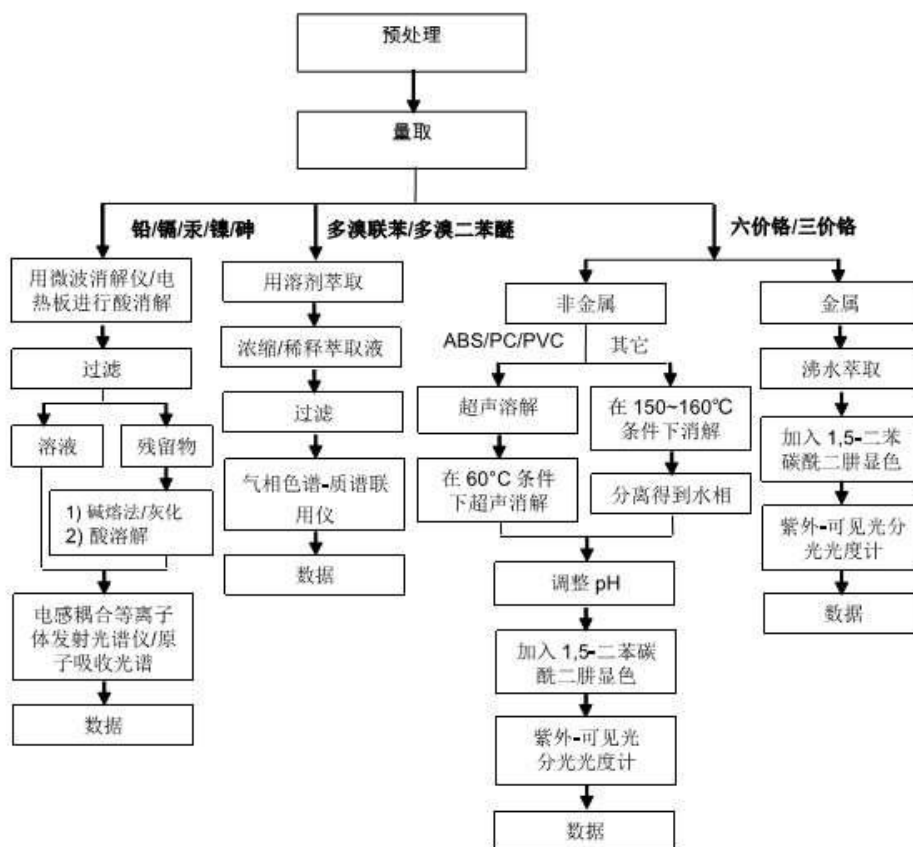 预处理
量取
铅/镉/汞/镍/砷
多溴联苯/多溴二苯醚
六价铬/三价铬
用微波消解仪/电
热板进行酸消解
过滤
溶液
残留物
1) 碱熔法/灰化
2) 酸溶解
电感耦合等离子
体发射光谱仪/原
子吸收光谱
数据
用溶剂萃取
浓缩/稀释萃取液
过滤
气相色谱-质谱联
用仪
数据
非金属
ABS/PC/PVC
其它
超声溶解
在 60°C 条件
下超声消解
在 150~160℃
条件下消解
分离得到水相
调整 pH
加入 1,5-二苯碳
酰二肼显色
紫外-可见光
分光光度计
数据
金属
沸水萃取
加入 1,5-二苯
碳酰二肼显色
紫外-可见光分
光光度计
数据